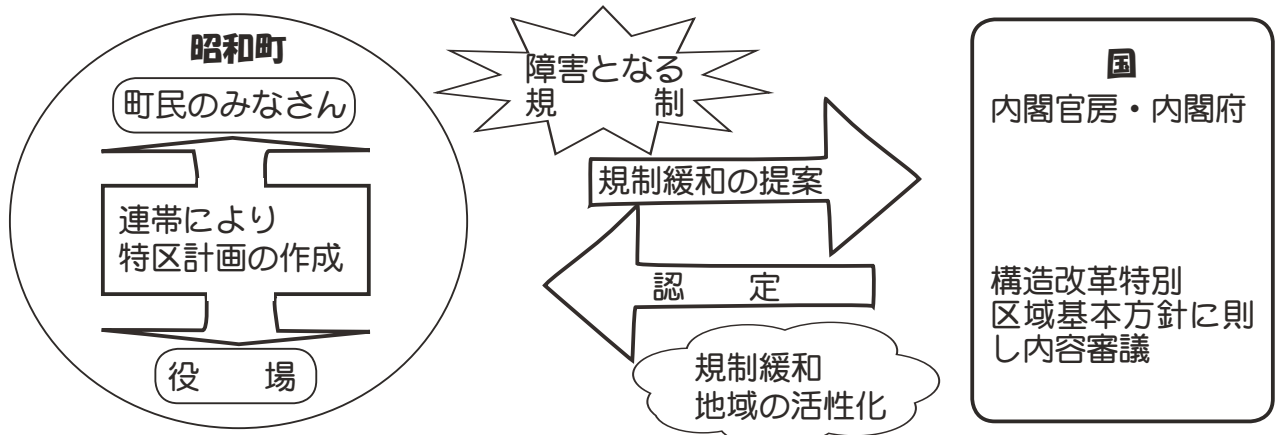 昭和町
町民のみなさん
連帯により
特区計画の作成
役　場
障害となる
規　制
規制緩和の提案
認　定
規制緩和
地域の活性化
国
内閣官房・内閣府
構造改革特別
区域基本方針に則
し内容審議